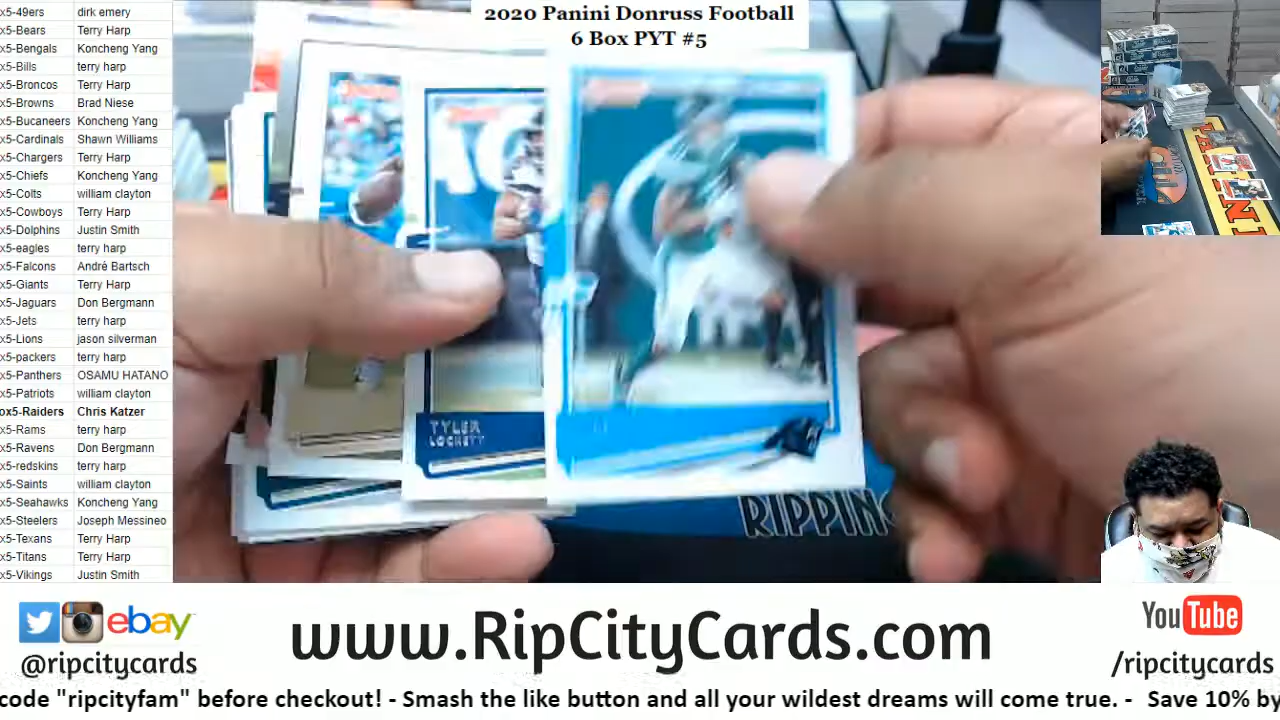 x5-49ers dirk emery
x5-Bears Terry Harp
x5-Bengals Koncheng Yang
x5-Bills terry harp
x5-Broncos Terry Harp
x5-Browns Brad Niese
x5-Bucaneers Koncheng Yang
x5-Cardinals Shawn Williams
x5-Chargers Terry Harp
x5-Chiefs Koncheng Yang
x5-Colts william clayton
x5-Cowboys Terry Harp
x5-Dolphins Justin Smith
x5-eagles terry harp
x5-Falcons André Bartsch
x5-Giants Terry Harp
x5-Jaguars Don Bergmann
x5-Jets terry harp
x5-Lions jason silverman
x5-packers terry harp
x5-Panthers OSAMU HATANO
x5-Patriots william clayton
ox5-Raiders Chris Katzer
x5-Rams terry harp
x5-Ravens Don Bergmann
x5-redskins terry harp
x5-Saints william clayton
x5-Seahawks Koncheng Yang
x5-Steelers Joseph Messineo
x5-Texans Terry Harp
x5-Titans Terry Harp
x5-Vikings Justin Smith
2020 Panini Donruss Football
6 Box PYT #5
TYLER
LOCKETT
RIPPIN
ebay
@ripcitycards
www.RipCityCards.com
YouTube
/ripcitycards
code "ripcityfam" before checkout! - Smash the like button and all your wildest dreams will come true. - Save 10% by